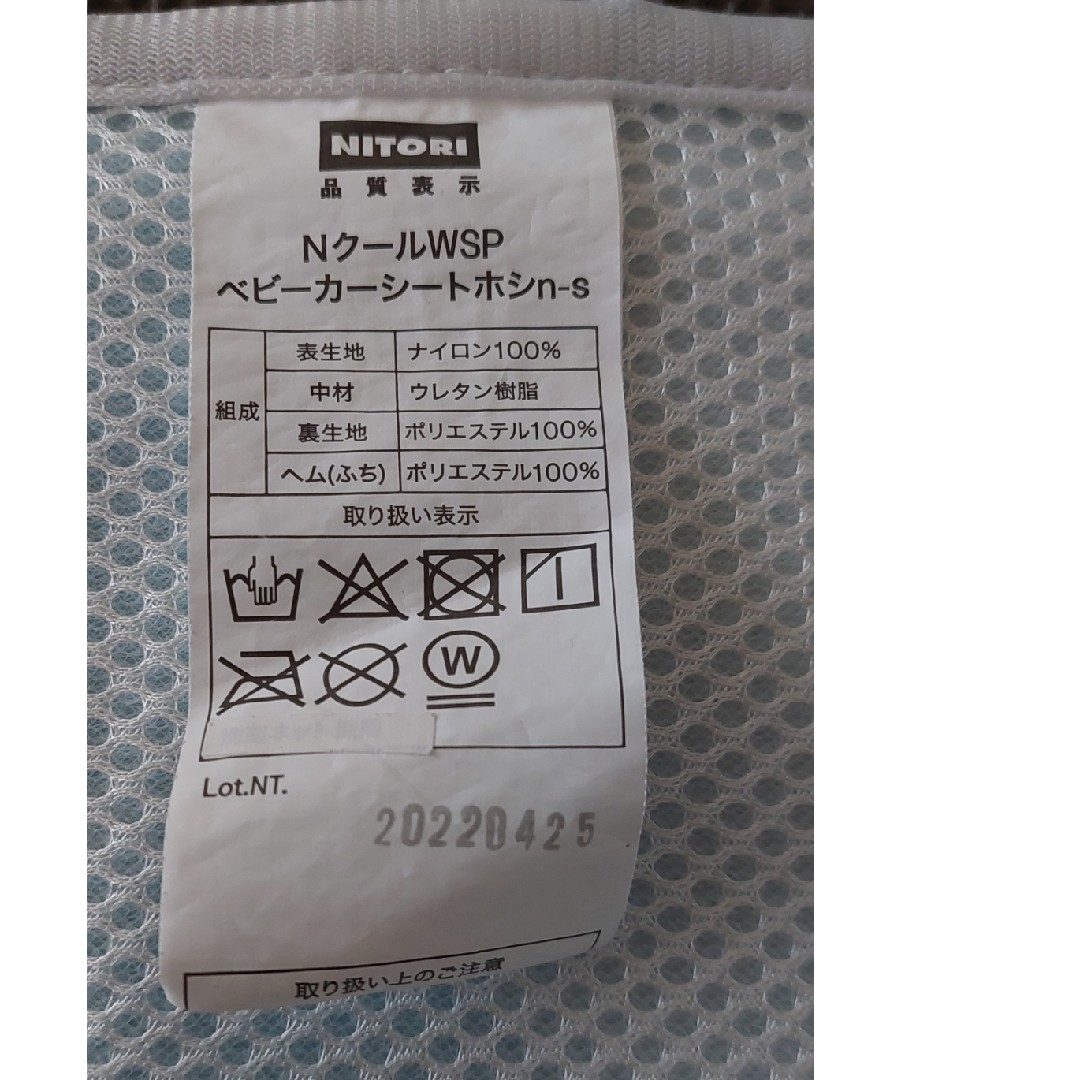 NITORI
品質表示
NクールWSP
ベビーカーシートホシn-s
組成
表生地 ナイロン100%
中材 ウレタン樹脂
裏生地 ポリエステル100%
ヘム(ふち) ポリエステル100%
取り扱い表示
W
Lot.NT.
20220425
取り扱い上のご注意